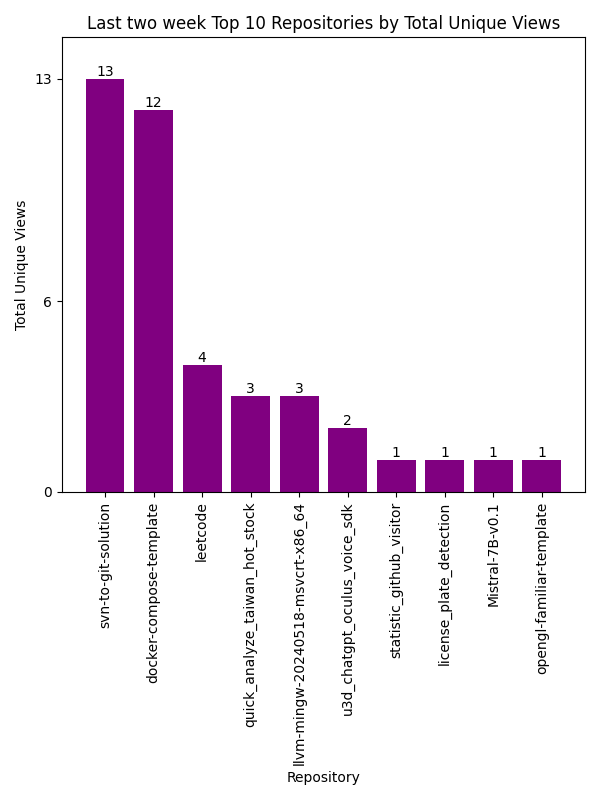 Last two week Top 10 Repositories by Total Unique Views
Total Unique Views
13
6
0
13
12
4
3
3
2
1
1
1
1
svn-to-git-solution
docker-compose-template
leetcode
quick_analyze_taiwan_hot_stock
llvm-mingw-20240518-msvcrt-x86_64
u3d_chatgpt_oculus_voice_sdk
statistic_github_visitor
license_plate_detection
Mistral-7B-v0.1
opengl-familiar-template
Repository